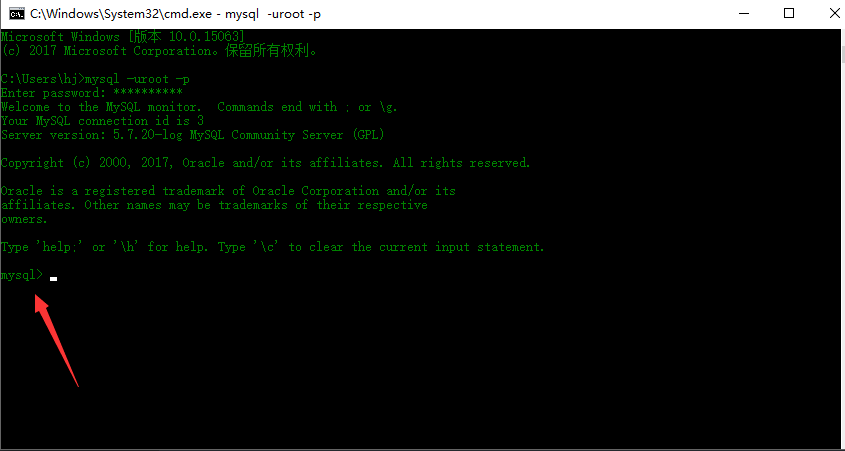 C:\Windows\System32\cmd.exe - mysql  -uroot -p
Microsoft Windows [版本 10.0.15063]
(c) 2017 Microsoft Corporation。保留所有权利。
C:\Users\hj>mysql -uroot -p
Enter password: **********
Welcome to the MySQL monitor.  Commands end with ; or \g.
Your MySQL connection id is 3
Server version: 5.7.20-log MySQL Community Server (GPL)
Copyright (c) 2000, 2017, Oracle and/or its affiliates. All rights reserved.
Oracle is a registered trademark of Oracle Corporation and/or its
affiliates. Other names may be trademarks of their respective
owners.
Type 'help;' or '\h' for help. Type '\c' to clear the current input statement.
mysql>